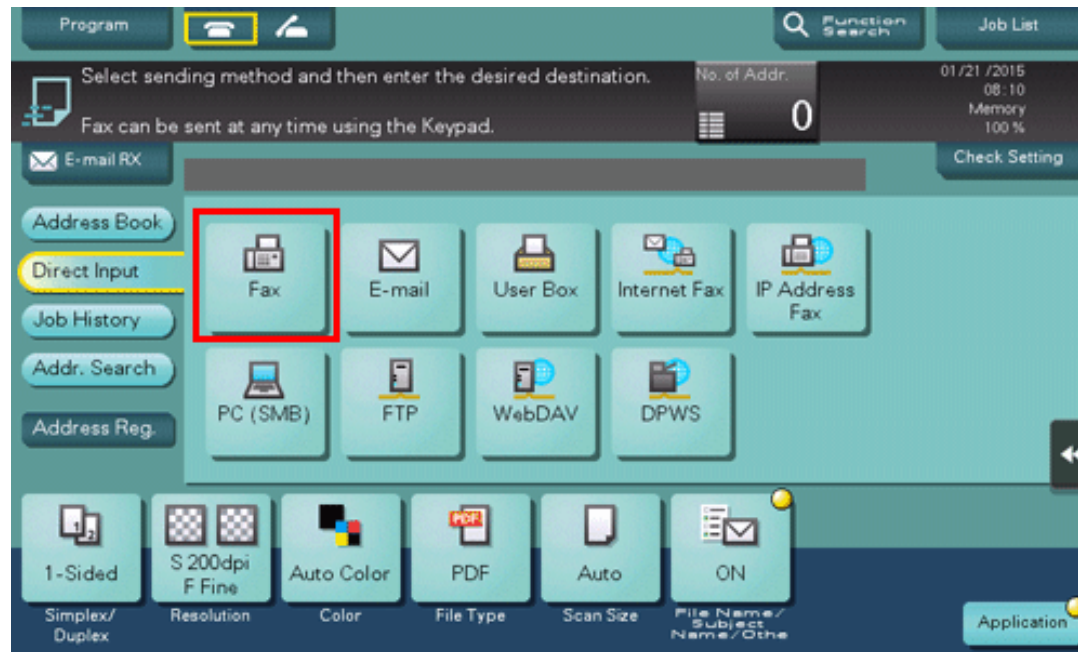 Program
Function
Search
Job List
Select sending method and then enter the desired destination.
Fax can be sent at any time using the Keypad.
No. of Addr.
0
01/21 /2015
08:10
Memory
100 %
E-mail RX
Check Setting
Address Book
Direct Input
Job History
Addr. Search
Address Reg.
Fax
E-mail
User Box
Internet Fax
IP Address
Fax
PC (SMB)
FTP
WebDAV
DPWS
1
2
1-Sided
Simplex/
Duplex
S 200dpi
F Fine
Resolution
Auto Color
Color
PDF
PDF
File Type
Auto
Scan Size
ON
File Name/
Subject
Name/Othe
Application